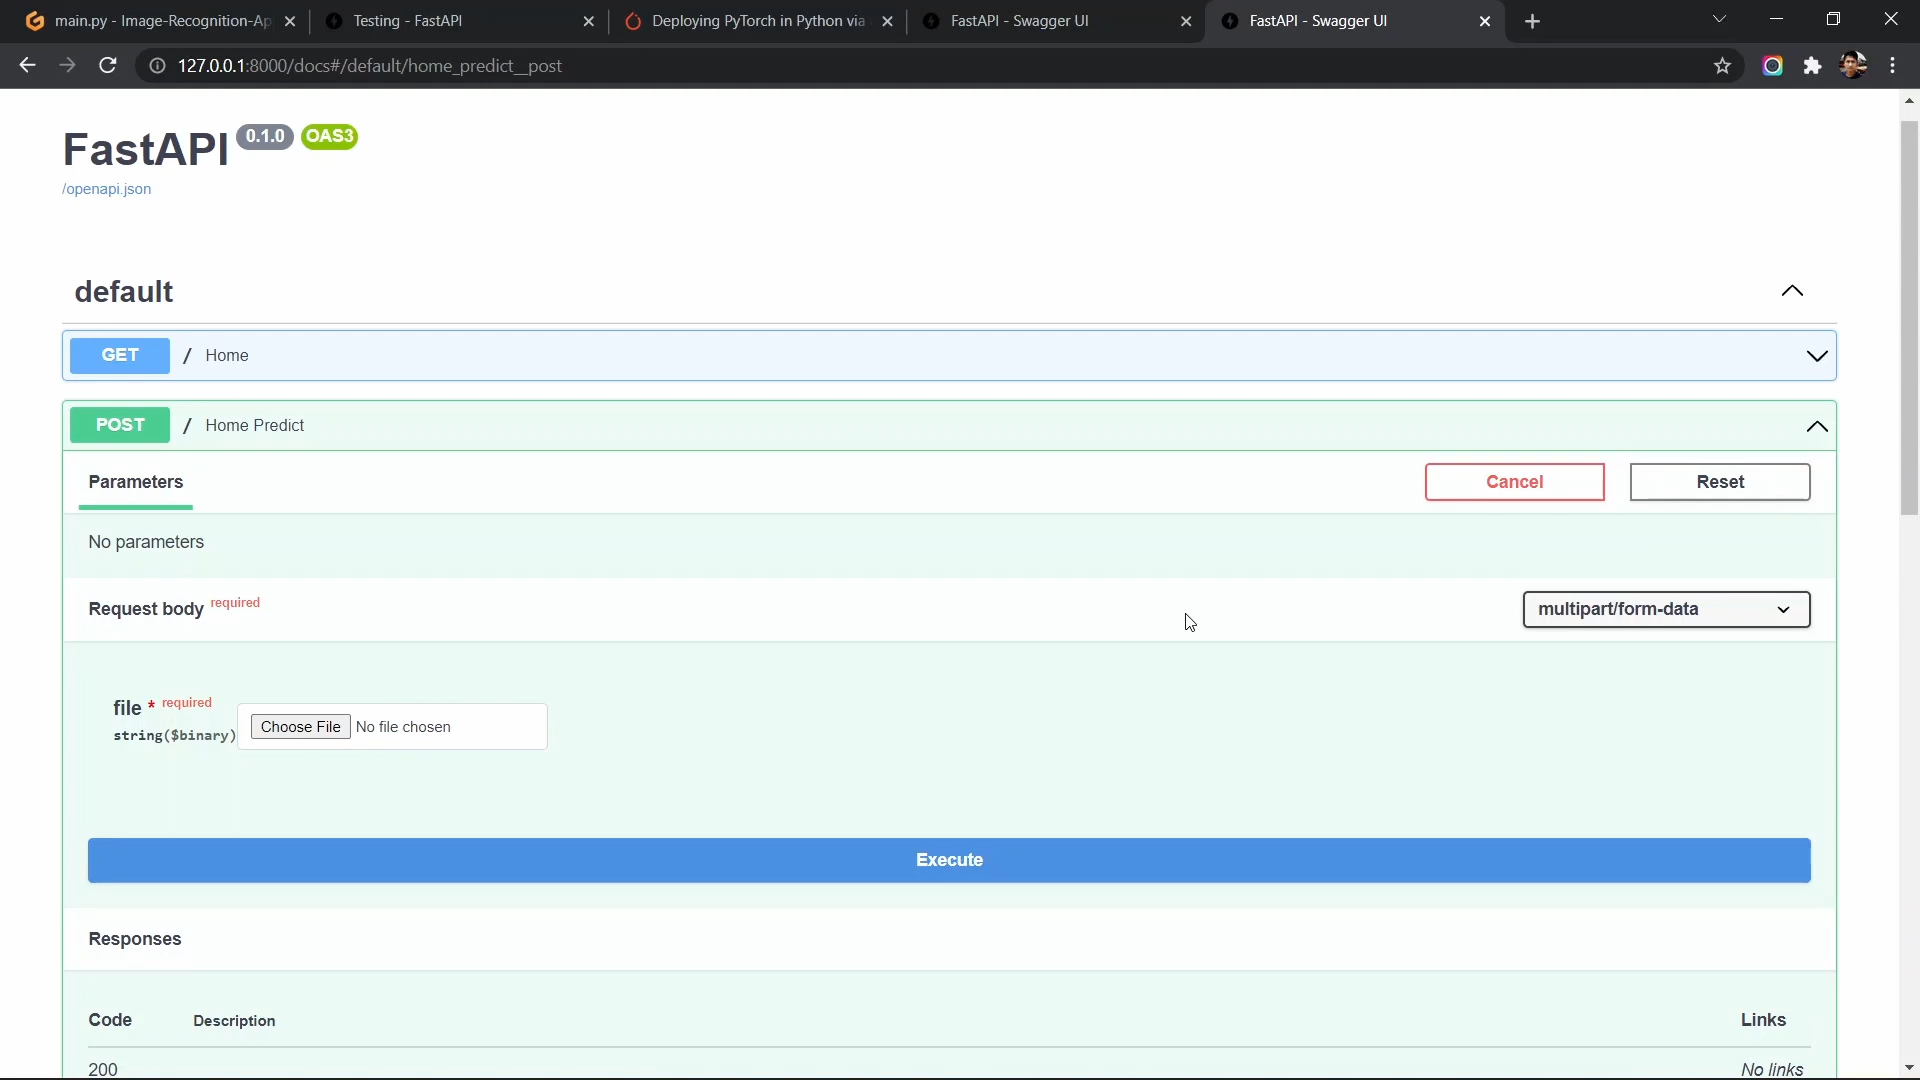 main.py - Image-Recognition-Ap
Testing - FastAPI
Deploying PyTorch in Python via
FastAPI - Swagger UI
FastAPI - Swagger UI
127.0.0.1:8000/docs#/default/home_predict__post
FastAPI 0.1.0 OAS3
/openapi.json
default
GET / Home
POST / Home Predict
Parameters
Cancel
Reset
No parameters
Request body required
multipart/form-data
file * required
string($binary)
Choose File No file chosen
Execute
Responses
Code Description Links
200 No links